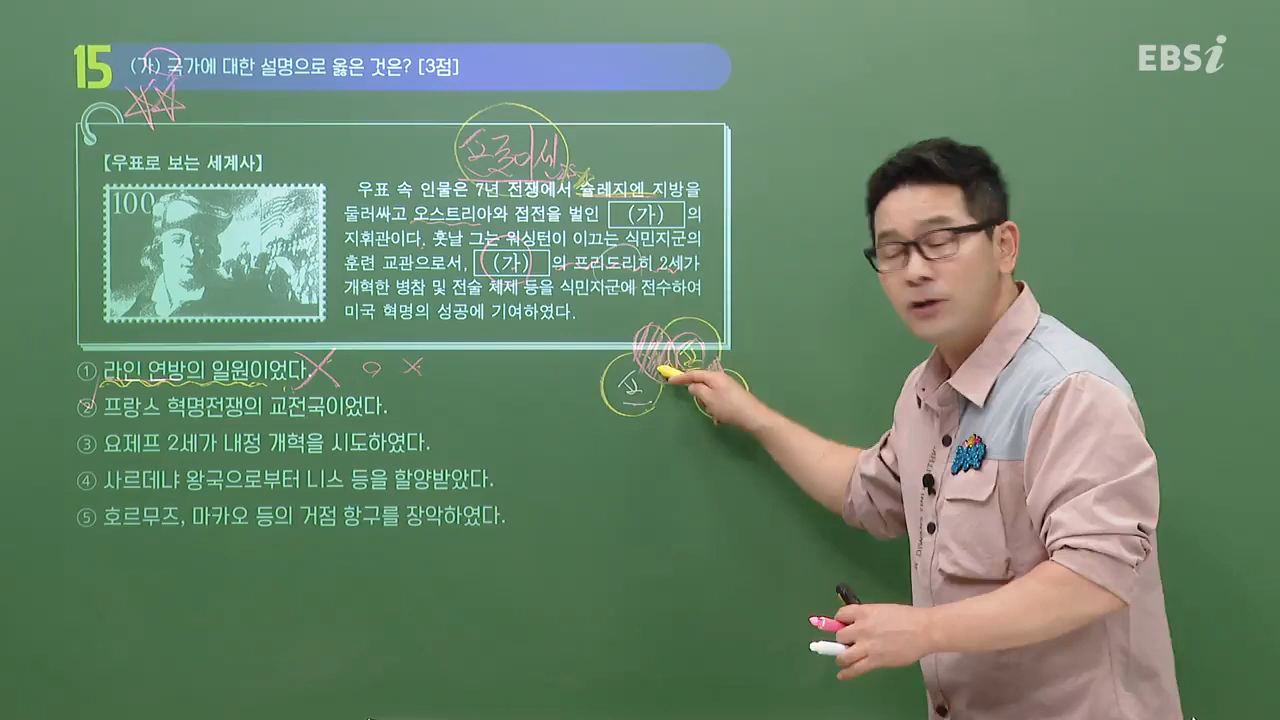 EBSi
15 (가) 국가에 대한 설명으로 옳은 것은? [3점]
프로이센
【우표로 보는 세계사】
100
우표 속 인물은 7년 전쟁에서 슐레지엔 지방을
둘러싸고 오스트리아와 접전을 벌인 (가) 의
지휘관이다. 훗날 그는 워싱턴이 이끄는 식민지군의
훈련 교관으로서, (가) 의 프리드리히 2세가
개혁한 병참 및 전술 체제 등을 식민지군에 전수하여
미국 혁명의 성공에 기여하였다.
① 라인 연방의 일원이었다.
② 프랑스 혁명전쟁의 교전국이었다.
③ 요제프 2세가 내정 개혁을 시도하였다.
④ 사르데냐 왕국으로부터 니스 등을 할양받았다.
⑤ 호르무즈, 마카오 등의 거점 항구를 장악하였다.
프